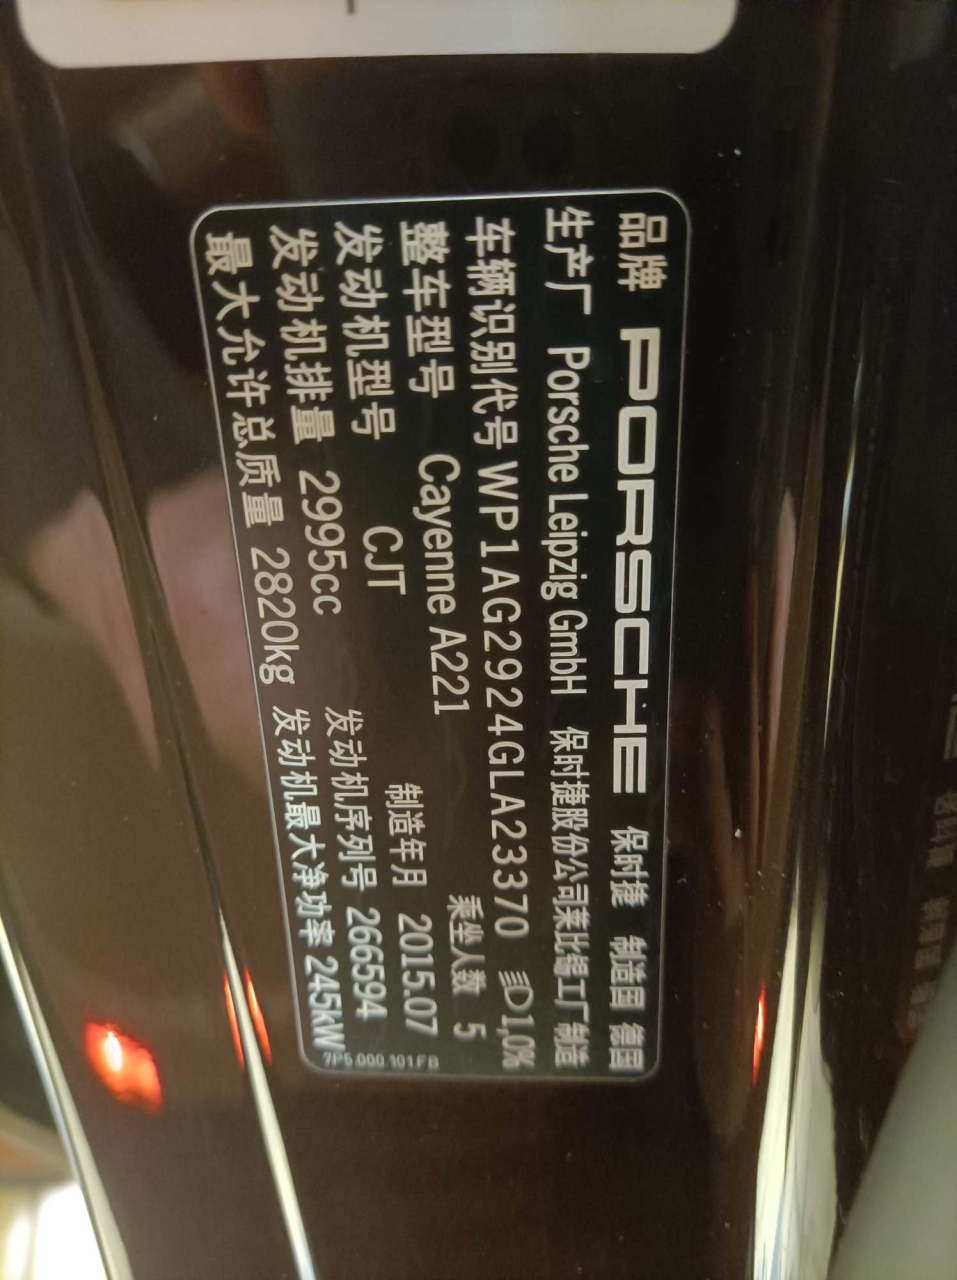 品牌 PORSCHE 保时捷 制造国 德国
生产厂 Porsche Leipzig GmbH 保时捷股份公司莱比锡工厂制造
车辆识别代号 WP1AG2924GLA23370 1,0%
整车型号 Cayenne A221 乘坐人数 5
发动机型号 CJT 制造年月 2015.07
发动机排量 2995cc 发动机序列号 266594
最大允许总质量 2820kg 发动机最大净功率 245kW
7P5.000.101.FB